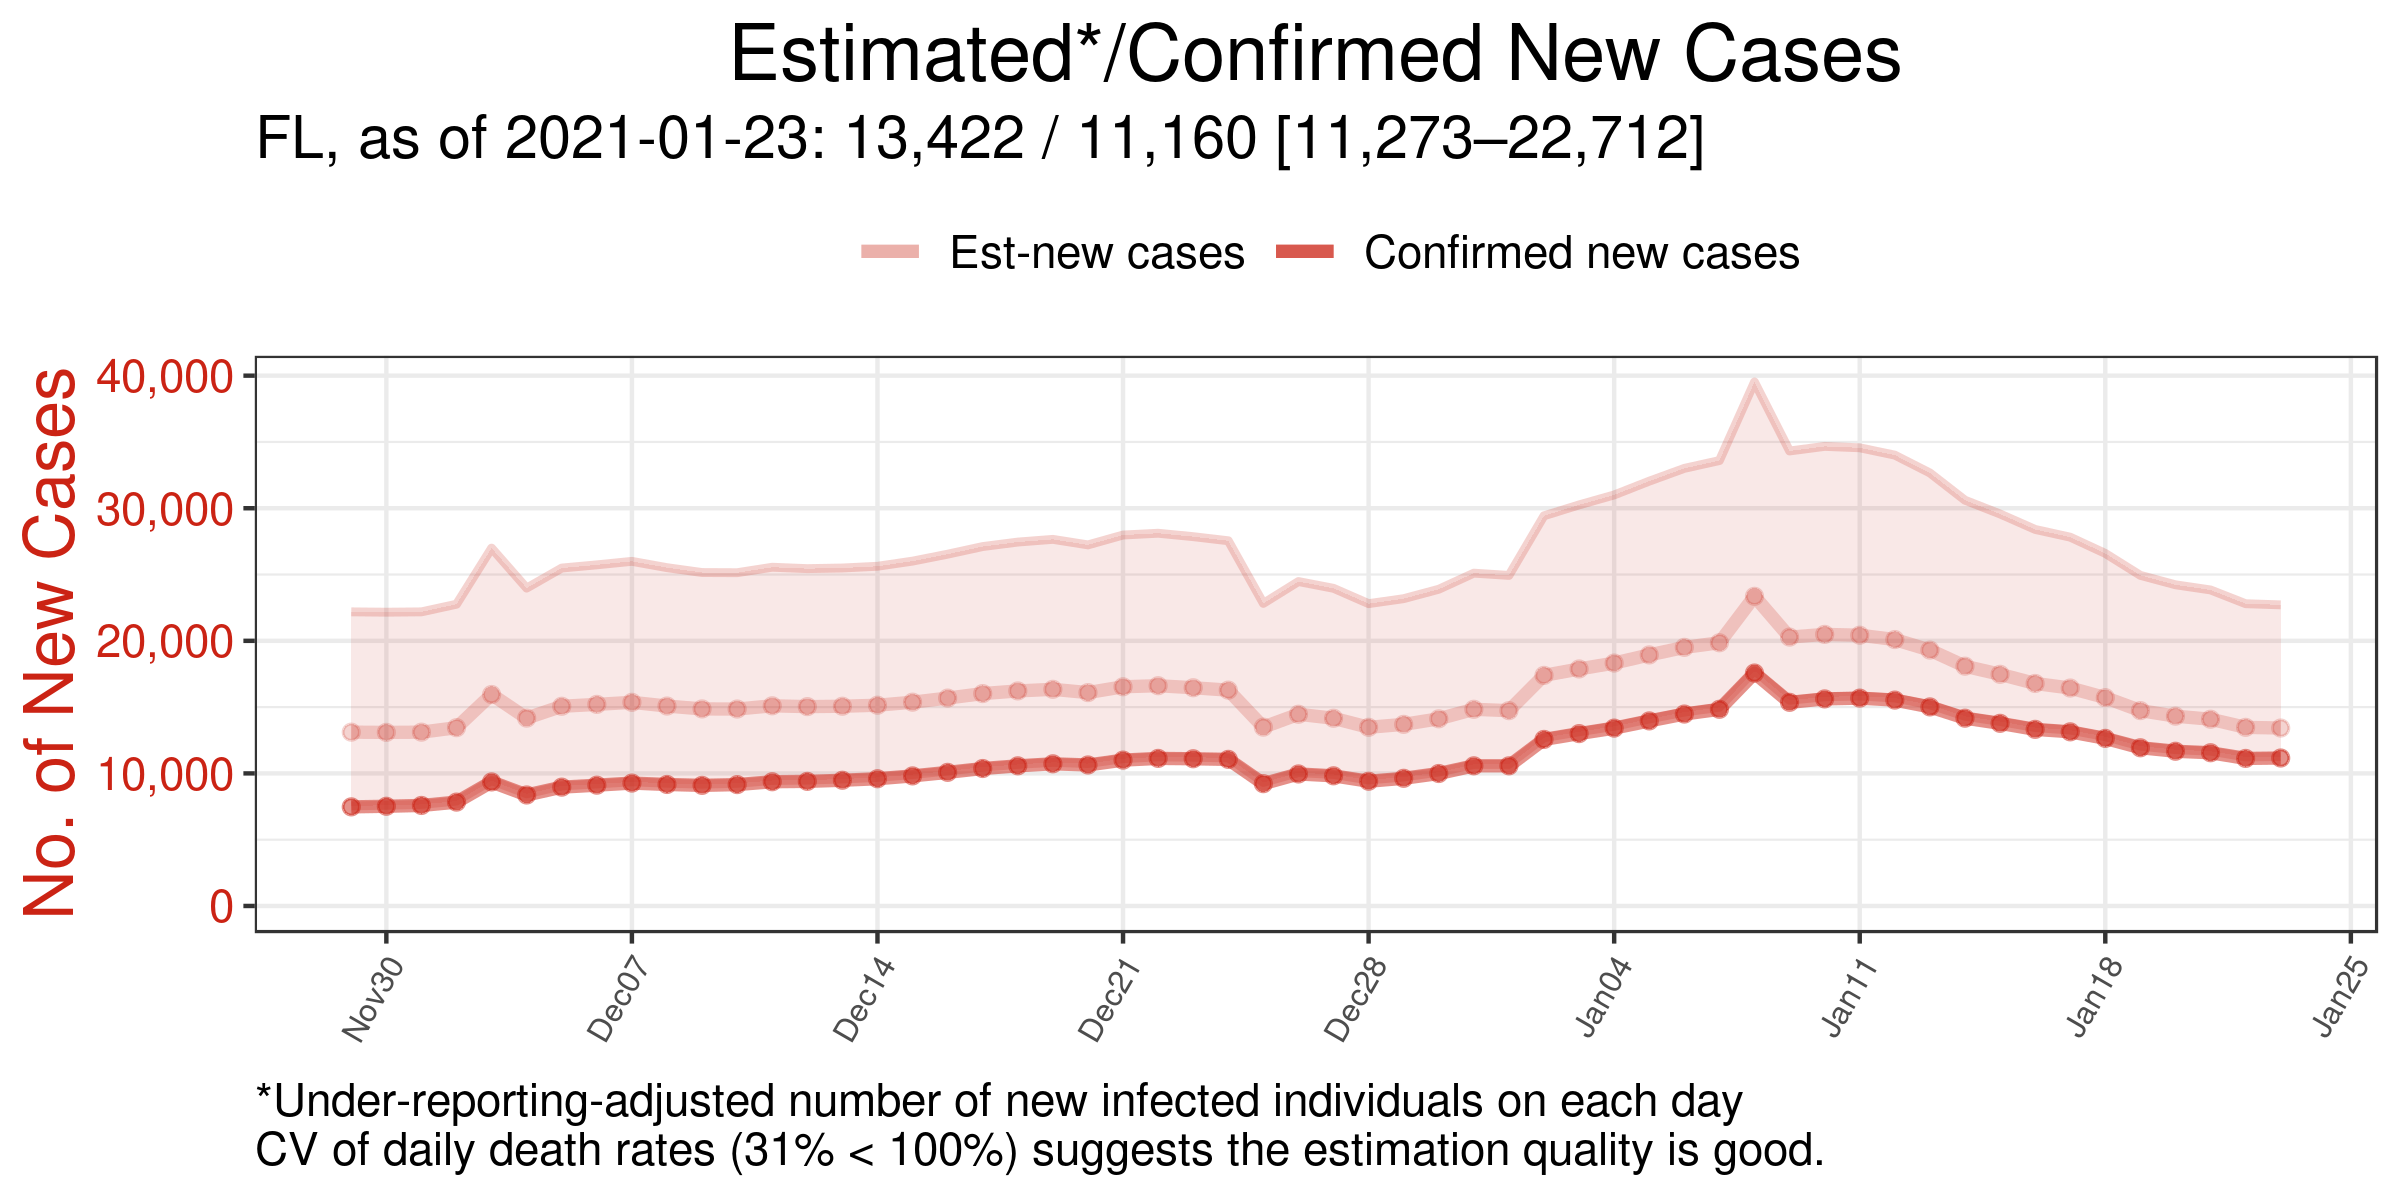 Estimated*/Confirmed New Cases
FL, as of 2021-01-23: 13,422 / 11,160 [11,273–22,712]
Est-new cases
Confirmed new cases
No. of New Cases
40,000
30,000
20,000
10,000
0
Nov30
Dec07
Dec14
Dec21
Dec28
Jan04
Jan11
Jan18
Jan25
*Under-reporting-adjusted number of new infected individuals on each day
CV of daily death rates (31% < 100%) suggests the estimation quality is good.